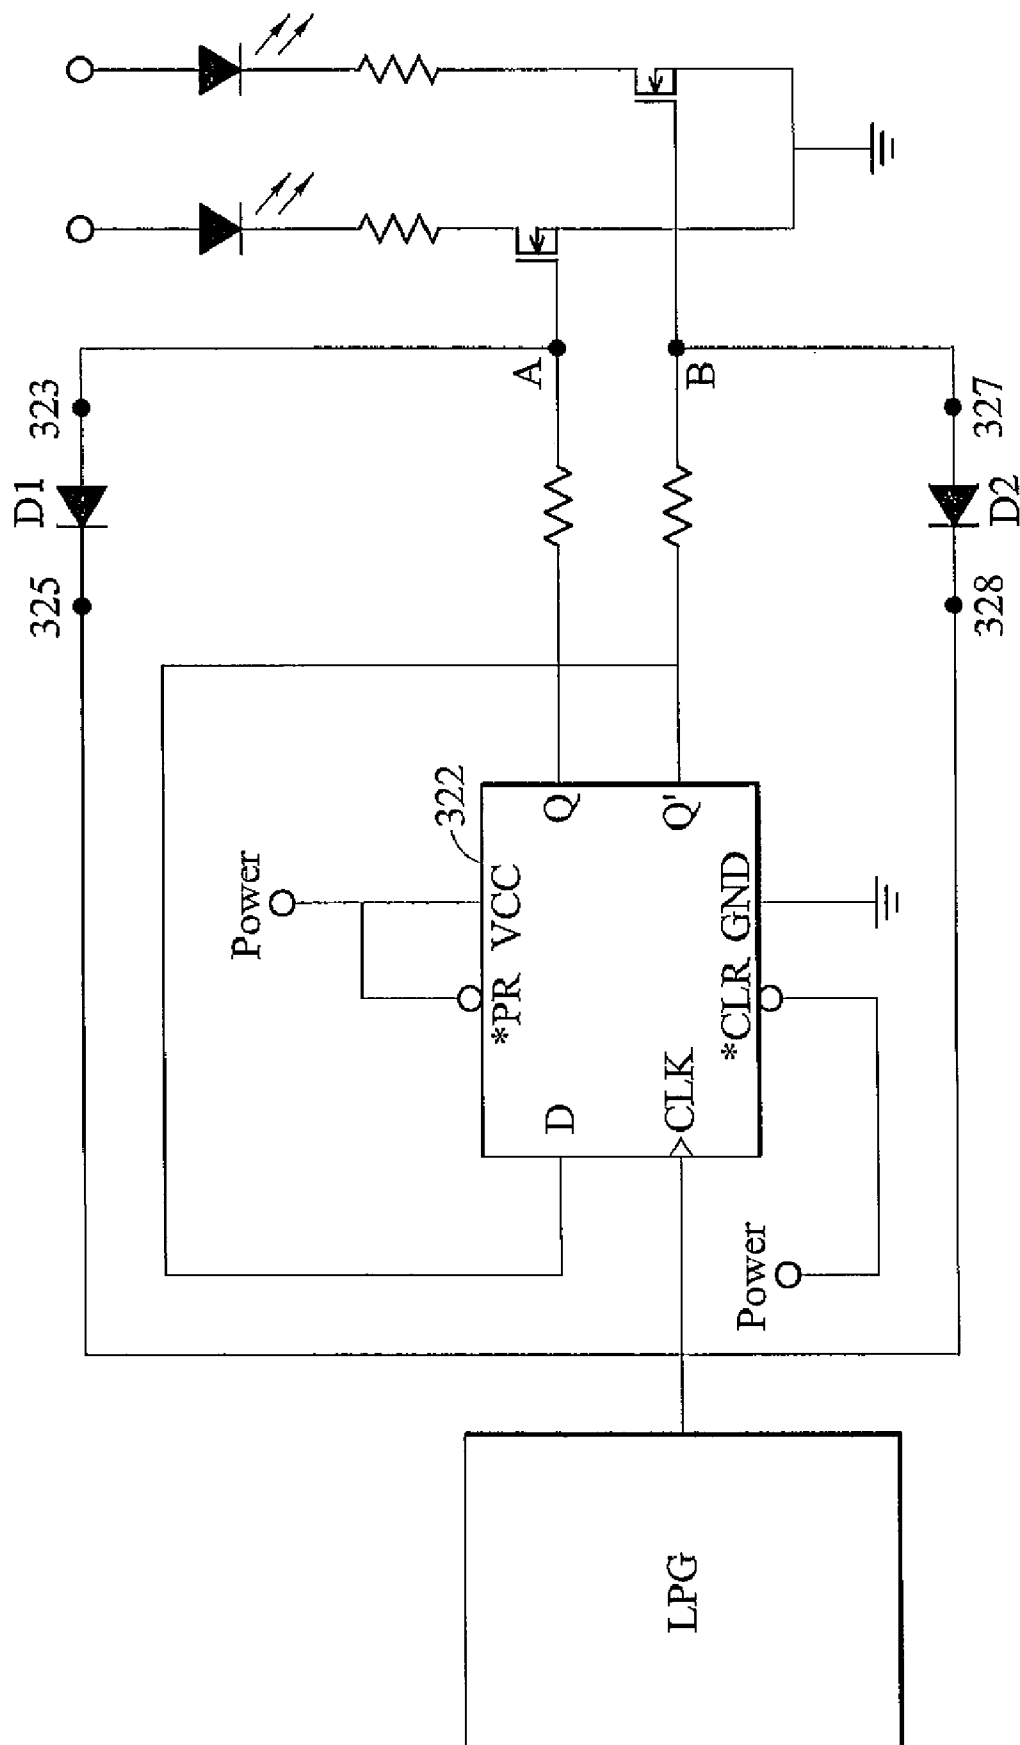 A
B
323
D1
325
327
D2
328
322
Power
VCC
*PR
Q
Q'
GND
*CLR
D
CLK
Power
LPG